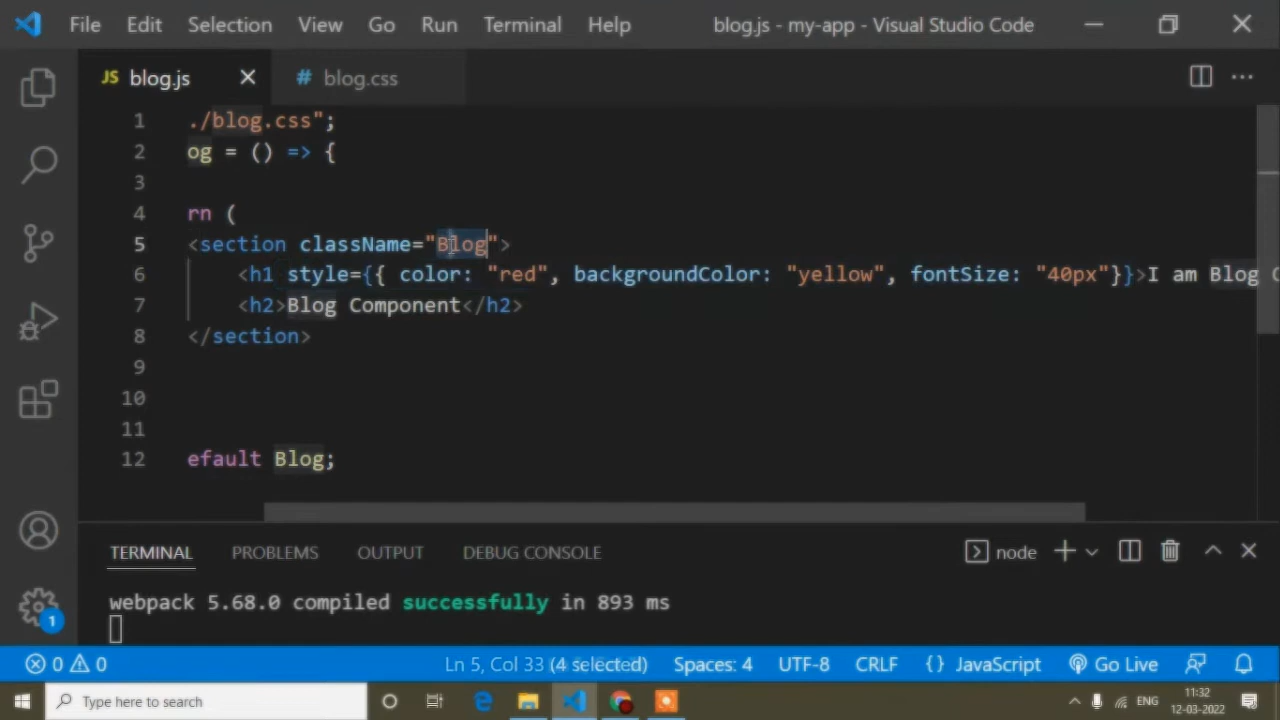 File Edit Selection View Go Run Terminal Help blog.js - my-app - Visual Studio Code
JS blog.js # blog.css
1 ./blog.css";
2 og = () => {
3
4 rn (
5 <section className="Blog">
6 <h1 style={{ color: "red", backgroundColor: "yellow", fontSize: "40px"}}>I am Blog
7 <h2>Blog Component</h2>
8 </section>
9
10
11
12 efault Blog;
TERMINAL PROBLEMS OUTPUT DEBUG CONSOLE node
webpack 5.68.0 compiled successfully in 893 ms
1
0 0 Ln 5, Col 33 (4 selected) Spaces: 4 UTF-8 CRLF {} JavaScript Go Live
Type here to search ENG 11:32
12-03-2022